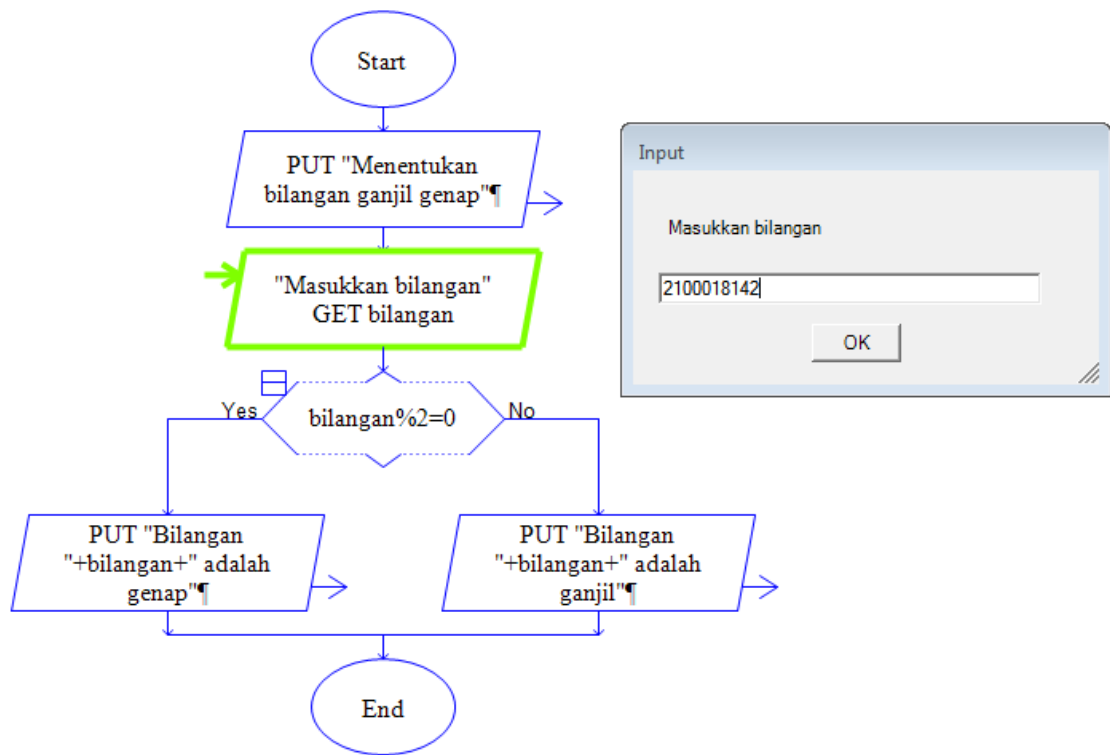 Start
PUT "Menentukan
bilangan ganjil genap"¶
Input
Masukkan bilangan
2100018142
OK
"Masukkan bilangan"
GET bilangan
Yes
bilangan%2=0
No
PUT "Bilangan
"+bilangan+" adalah
genap"¶
PUT "Bilangan
"+bilangan+" adalah
ganjil"¶
End